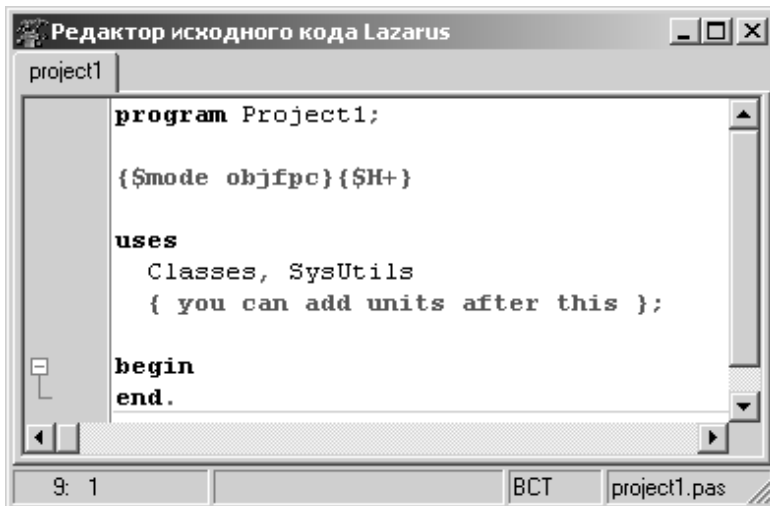 Редактор исходного кода Lazarus
project1
program Project1;
{$mode objfpc}{$H+}
uses
  Classes, SysUtils
  { you can add units after this };
begin
end.
9: 1
ВСТ
project1.pas